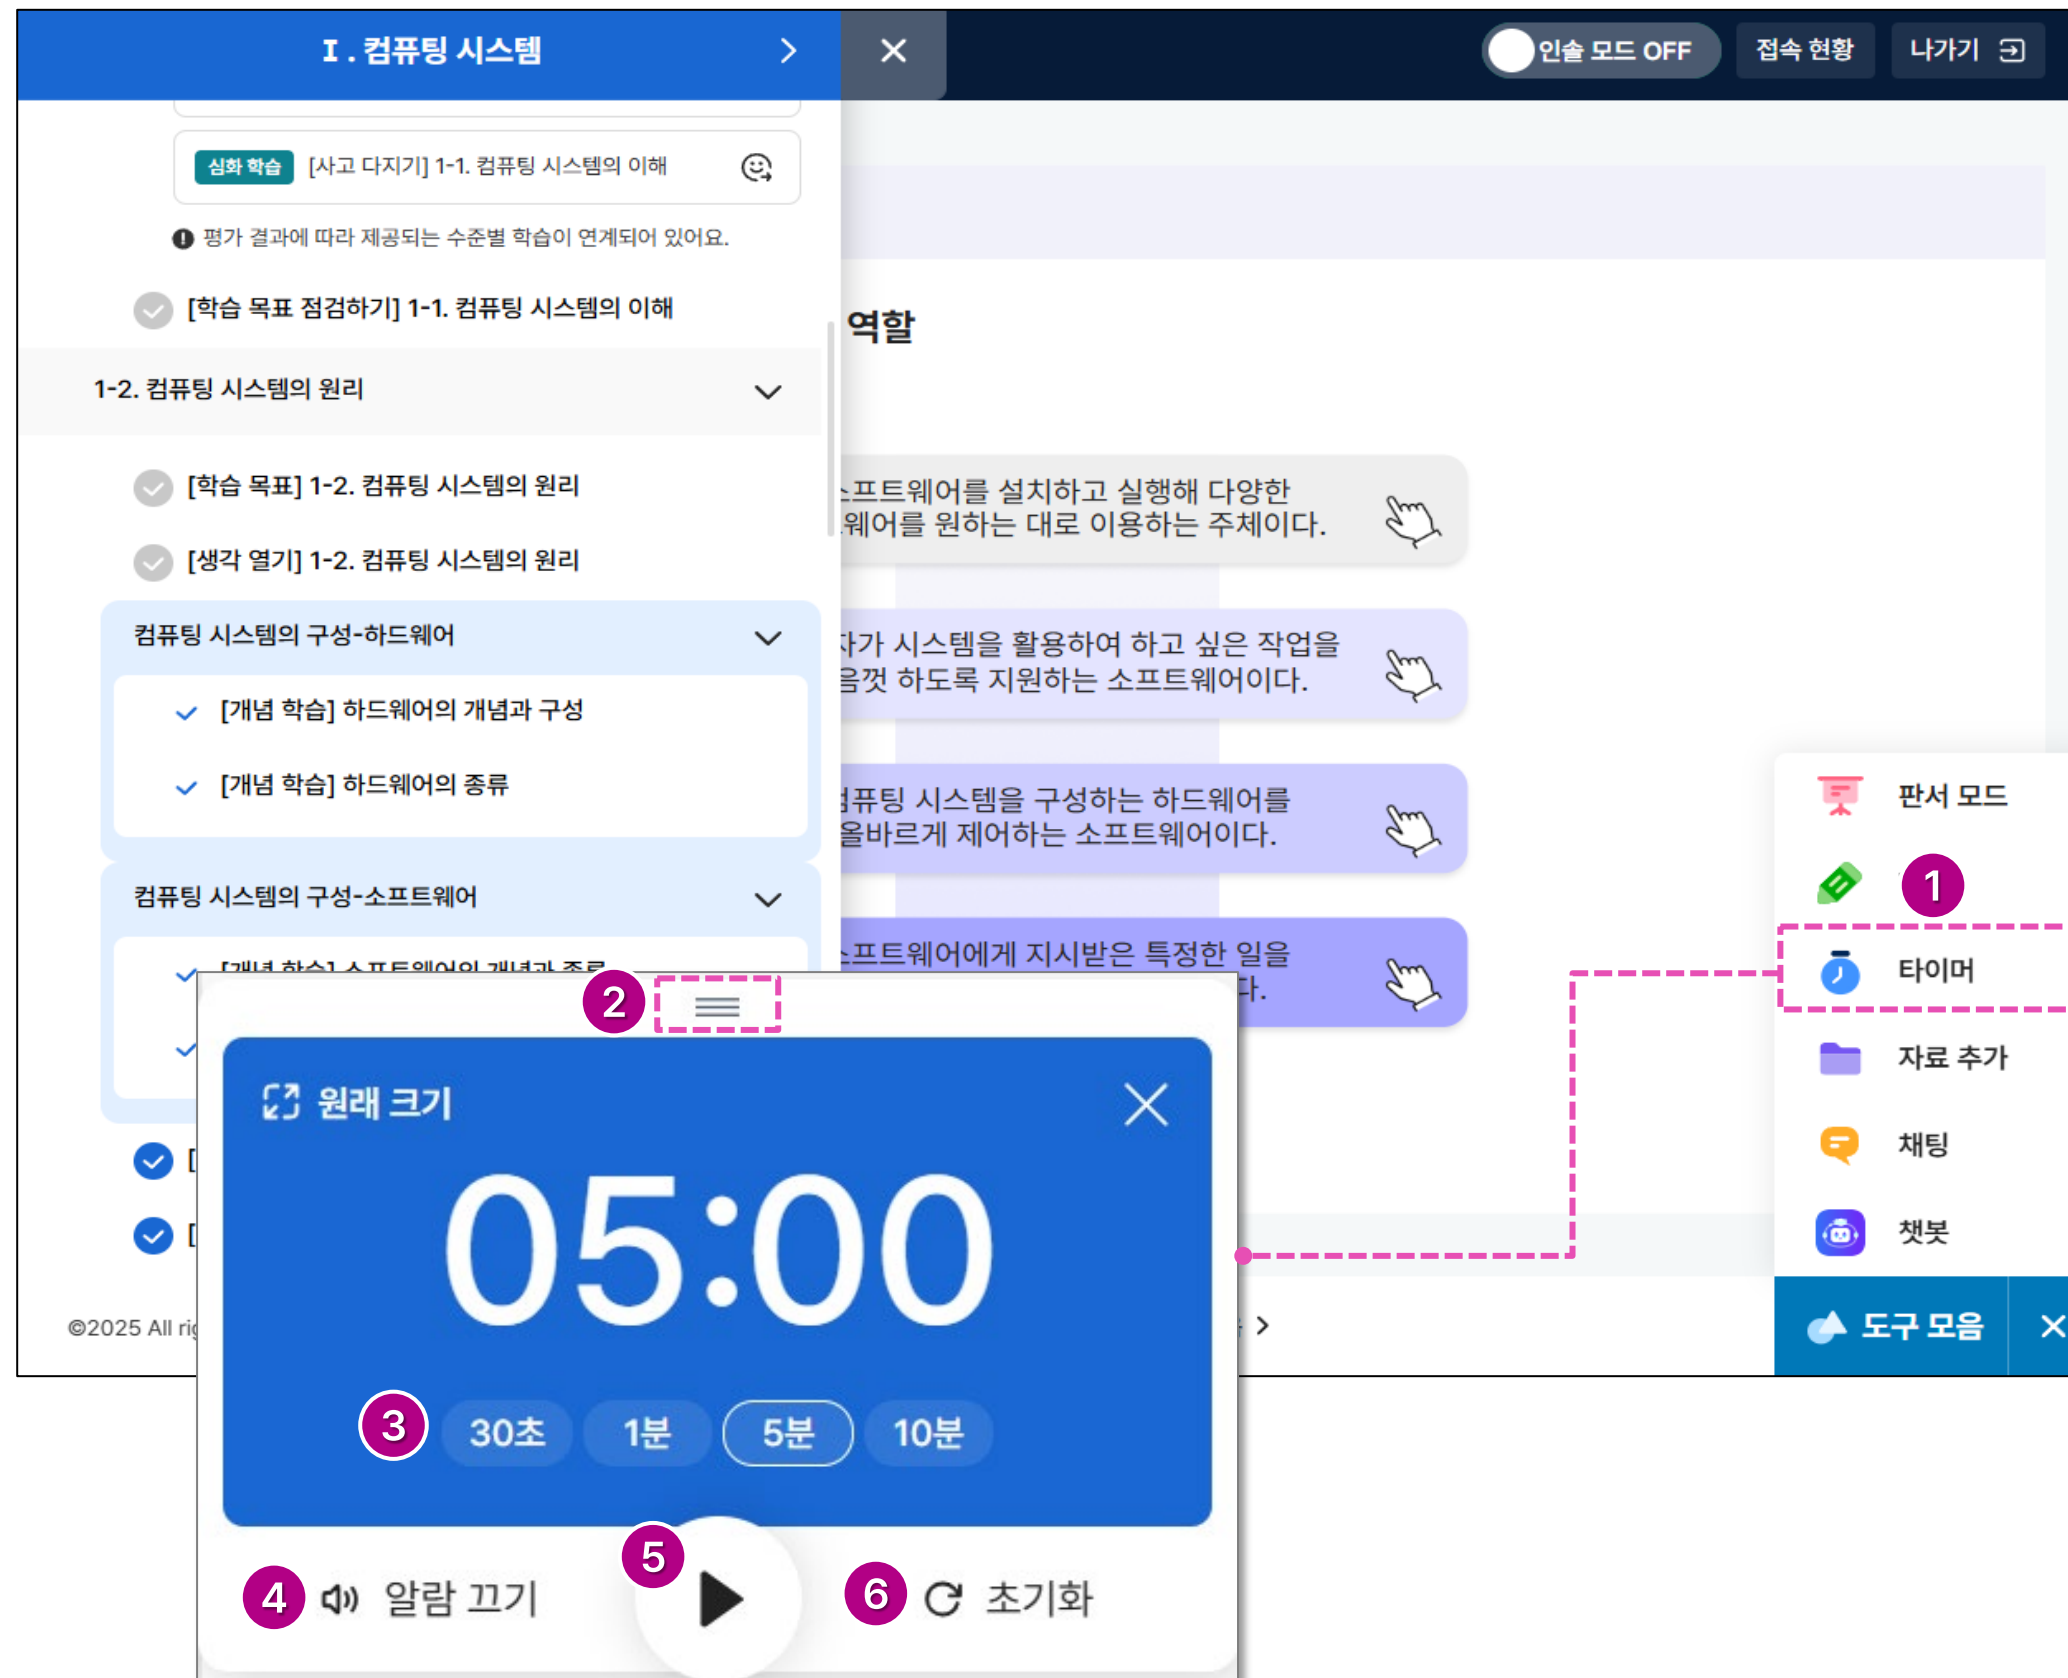 I. 컴퓨팅 시스템
인솔 모드 OFF
접속 현황
나가기
심화 학습
[사고 다지기] 1-1. 컴퓨팅 시스템의 이해
평가 결과에 따라 제공되는 수준별 학습이 연계되어 있어요.
[학습 목표 점검하기] 1-1. 컴퓨팅 시스템의 이해
1-2. 컴퓨팅 시스템의 원리
[학습 목표] 1-2. 컴퓨팅 시스템의 원리
[생각 열기] 1-2. 컴퓨팅 시스템의 원리
컴퓨팅 시스템의 구성-하드웨어
[개념 학습] 하드웨어의 개념과 구성
[개념 학습] 하드웨어의 종류
컴퓨팅 시스템의 구성-소프트웨어
[개념 학습] 소프트웨어의 개념과 종류
[
[
©2025 All
역할
소프트웨어를 설치하고 실행해 다양한
웨어를 원하는 대로 이용하는 주체이다.
자가 시스템을 활용하여 하고 싶은 작업을
음껏 하도록 지원하는 소프트웨어이다.
컴퓨팅 시스템을 구성하는 하드웨어를
올바르게 제어하는 소프트웨어이다.
소프트웨어에게 지시받은 특정한 일을
다.
판서 모드
1
타이머
자료 추가
채팅
챗봇
도구 모음
2
원래 크기
05:00
3
30초
1분
5분
10분
4
알람 끄기
5
6
초기화